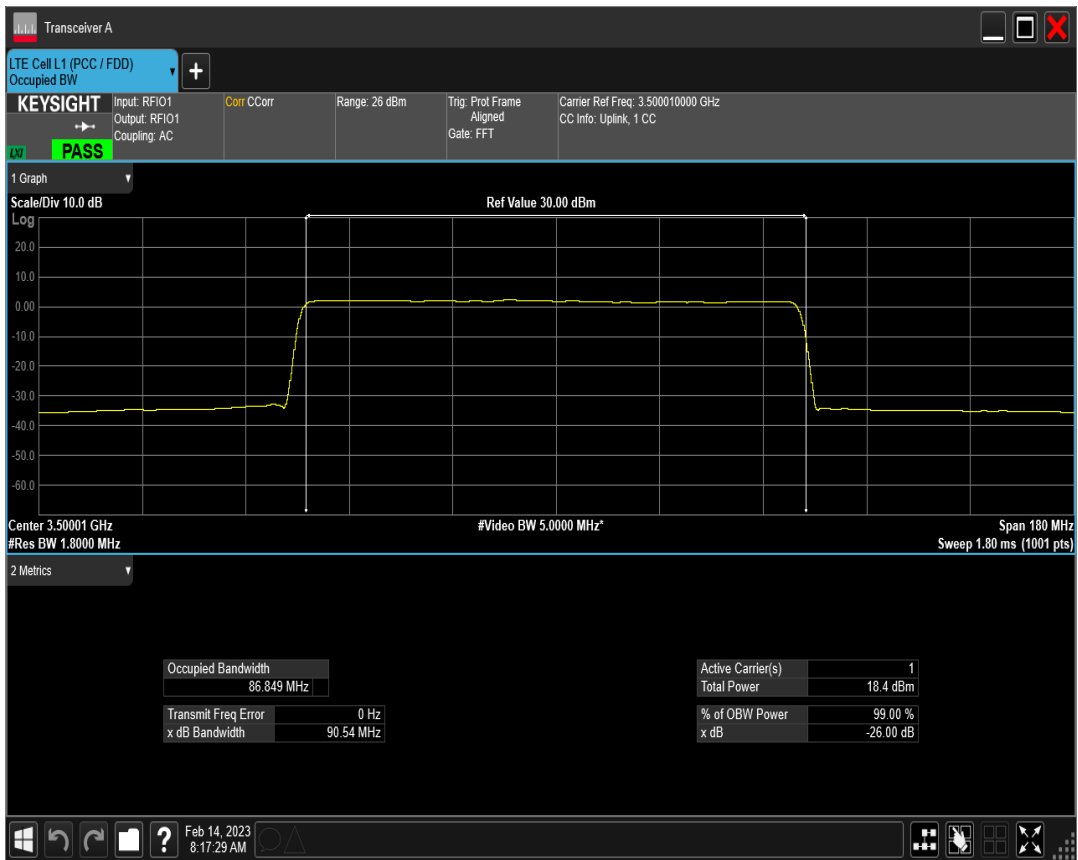 Transceiver A
LTE Cell L1 (PCC / FDD)
Occupied BW
KEYSIGHT
LXI
PASS
Input: RFIO1
Output: RFIO1
Coupling: AC
Corr CCorr
Range: 26 dBm
Trig: Prot Frame
Aligned
Gate: FFT
Carrier Ref Freq: 3.500010000 GHz
CC Info: Uplink, 1 CC
1 Graph
Scale/Div 10.0 dB
Ref Value 30.00 dBm
Log
20.0
10.0
0.00
-10.0
-20.0
-30.0
-40.0
-50.0
-60.0
Center 3.50001 GHz
#Video BW 5.0000 MHz*
Span 180 MHz
#Res BW 1.8000 MHz
Sweep 1.80 ms (1001 pts)
2 Metrics
Occupied Bandwidth
86.849 MHz
Transmit Freq Error 0 Hz
x dB Bandwidth 90.54 MHz
Active Carrier(s) 1
Total Power 18.4 dBm
% of OBW Power 99.00 %
x dB -26.00 dB
Feb 14, 2023
8:17:29 AM